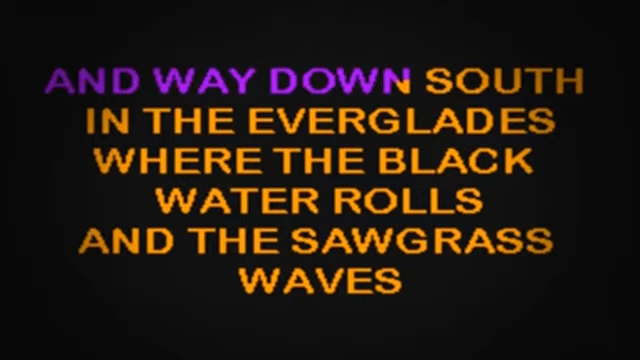 AND WAY DOWN SOUTH
IN THE EVERGLADES
WHERE THE BLACK
WATER ROLLS
AND THE SAWGRASS
WAVES